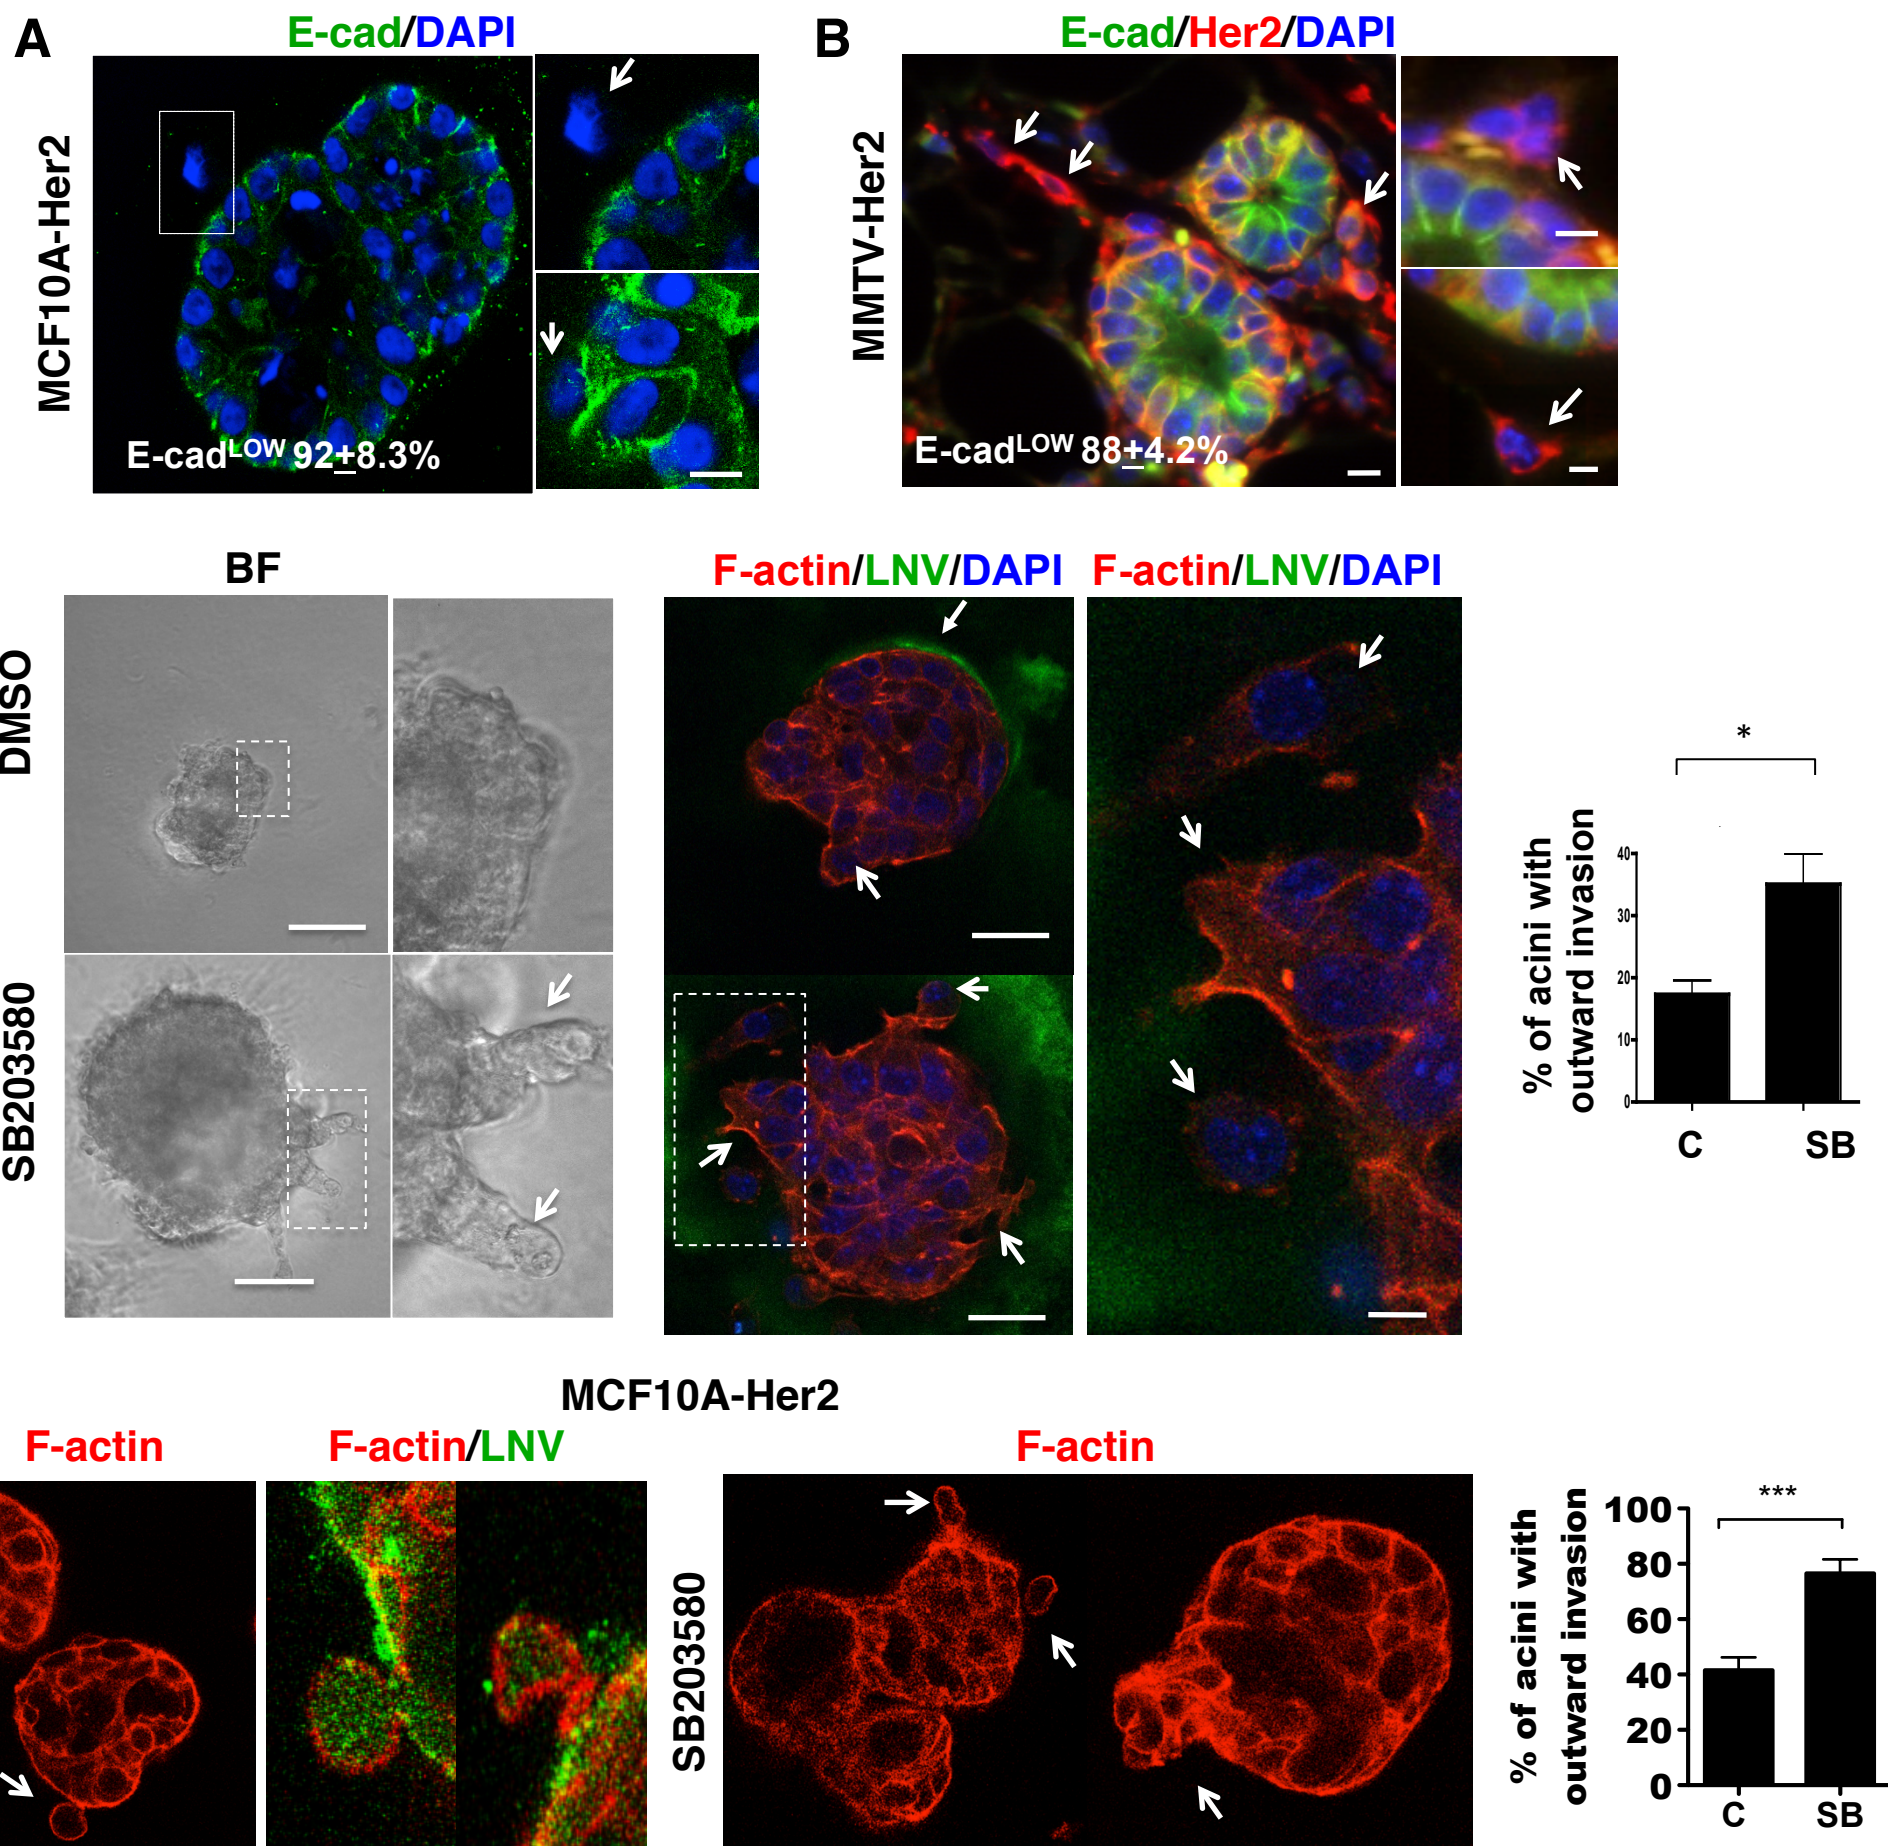 A
E-cad/DAPI
MCF10A-Her2
E-cadLOW 92±8.3%
B
E-cad/Her2/DAPI
MMTV-Her2
E-cadLOW 88±4.2%
BF
DMSO
SB203580
F-actin/LNV/DAPI
F-actin/LNV/DAPI
*
% of acini with
outward invasion
40
30
20
10
0
C
SB
MCF10A-Her2
F-actin
F-actin/LNV
F-actin
SB203580
***
% of acini with
outward invasion
100
80
60
40
20
0
C
SB